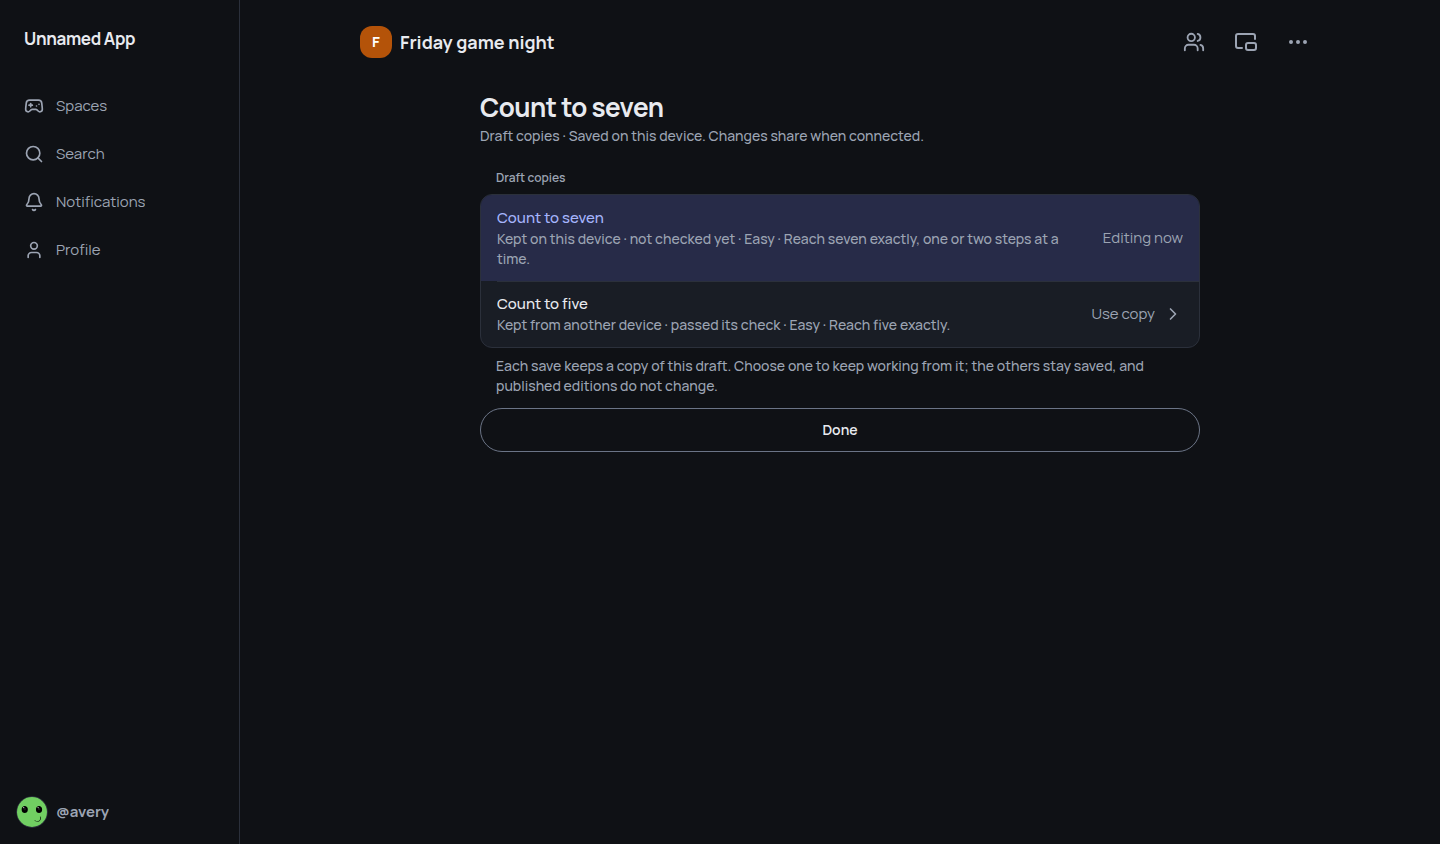 Unnamed App
Spaces
Search
Notifications
Profile
@avery
F
Friday game night
Count to seven
Draft copies · Saved on this device. Changes share when connected.
Draft copies
Count to seven
Kept on this device · not checked yet · Easy · Reach seven exactly, one or two steps at a
time.
Editing now
Count to five
Kept from another device · passed its check · Easy · Reach five exactly.
Use copy
Each save keeps a copy of this draft. Choose one to keep working from it; the others stay saved, and
published editions do not change.
Done